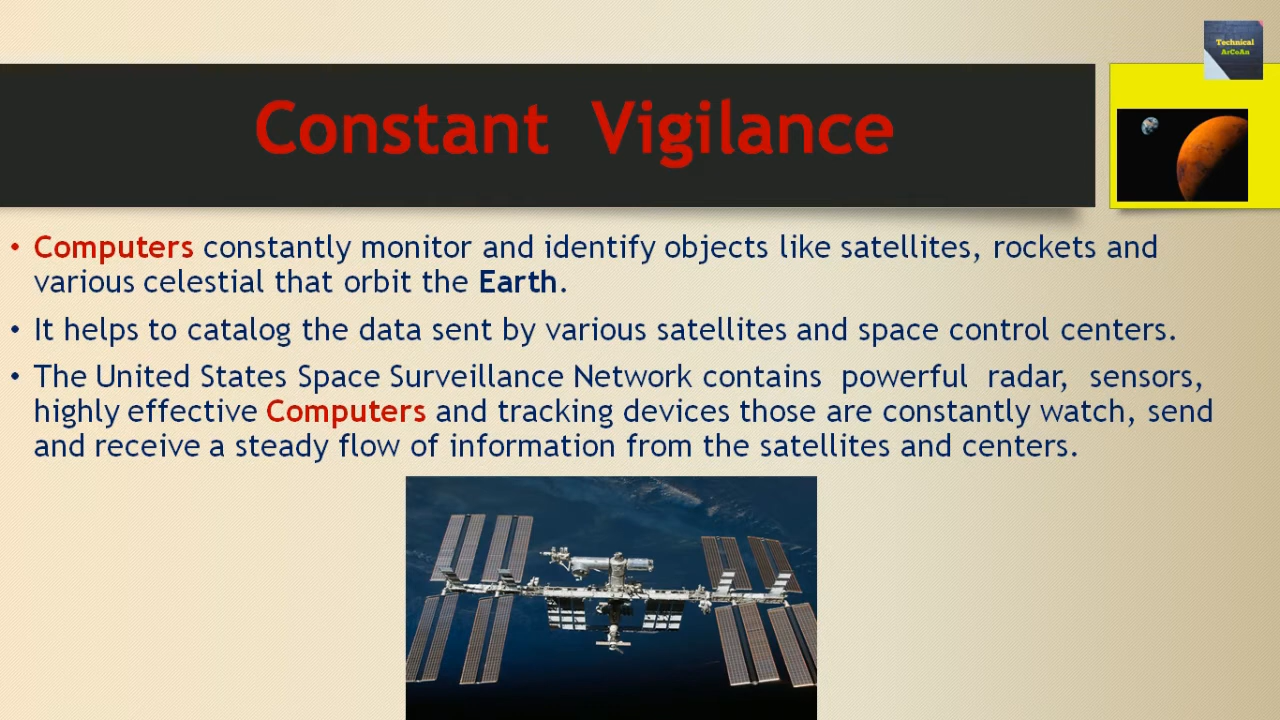 Technical
ArCoAn
Constant Vigilance
• Computers constantly monitor and identify objects like satellites, rockets and
various celestial that orbit the Earth.
• It helps to catalog the data sent by various satellites and space control centers.
• The United States Space Surveillance Network contains powerful radar, sensors,
highly effective Computers and tracking devices those are constantly watch, send
and receive a steady flow of information from the satellites and centers.